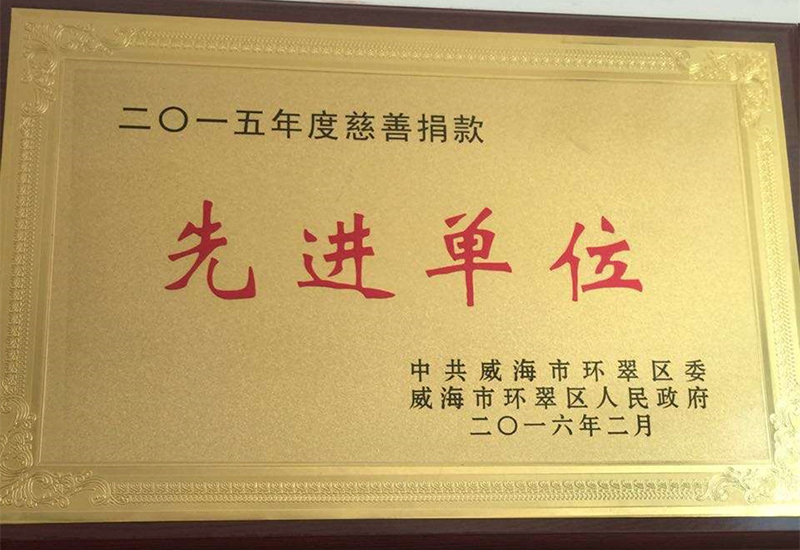 二〇一五年度慈善捐款
先进单位
中共威海市环翠区委
威海市环翠区人民政府
二〇一六年二月